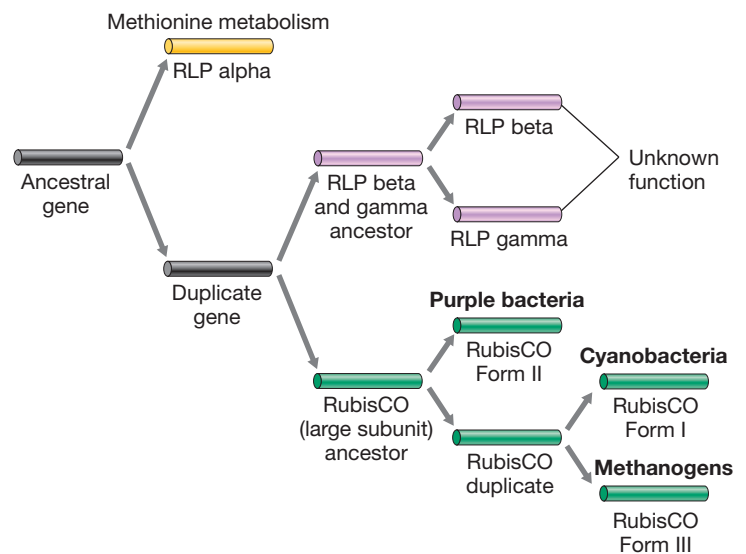 Methionine metabolism
RLP alpha
Ancestral
gene
Duplicate
gene
RLP beta
and gamma
ancestor
RLP beta
RLP gamma
Unknown
function
RubisCO
(large subunit)
ancestor
Purple bacteria
RubisCO
Form II
RubisCO
duplicate
Cyanobacteria
RubisCO
Form I
Methanogens
RubisCO
Form III